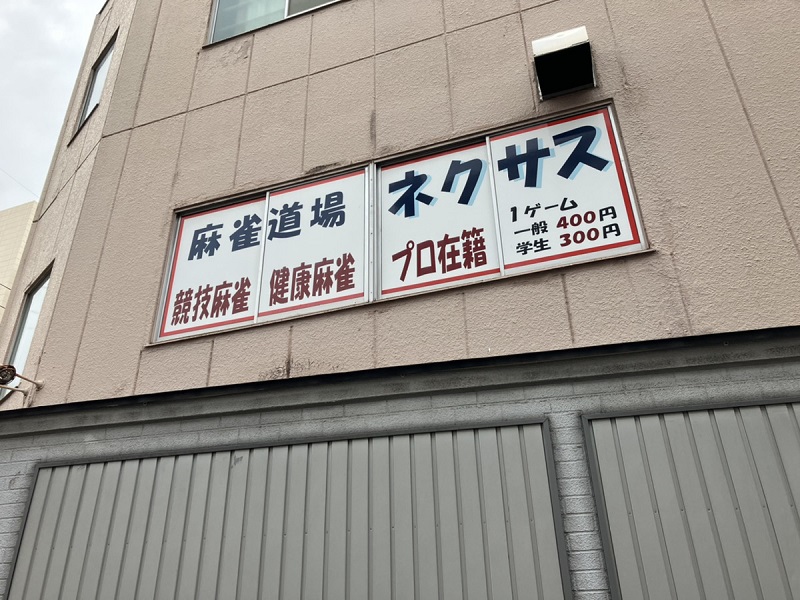 麻雀道場 ネクサス
競技麻雀 健康麻雀 プロ在籍
1ゲーム
一般 400円
学生 300円